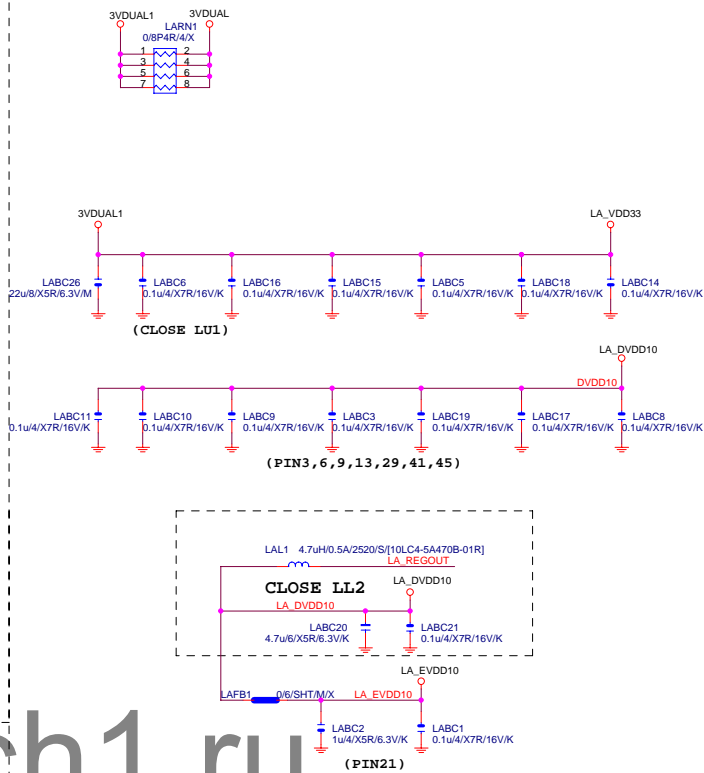 3VDUAL1 3VDUAL
LARN1
0/8P4R/4/X
1 2
3 4
5 6
7 8
3VDUAL1 LA_VDD33
LABC26 LABC6 LABC16 LABC15 LABC5 LABC18 LABC14
22u/8/X5R/6.3V/M 0.1u/4/X7R/16V/K 0.1u/4/X7R/16V/K 0.1u/4/X7R/16V/K 0.1u/4/X7R/16V/K 0.1u/4/X7R/16V/K 0.1u/4/X7R/16V/K
(CLOSE LU1)
LA_DVDD10
DVDD10
LABC11 LABC10 LABC9 LABC3 LABC19 LABC17 LABC8
0.1u/4/X7R/16V/K 0.1u/4/X7R/16V/K 0.1u/4/X7R/16V/K 0.1u/4/X7R/16V/K 0.1u/4/X7R/16V/K 0.1u/4/X7R/16V/K 0.1u/4/X7R/16V/K
(PIN3,6,9,13,29,41,45)
LAL1 4.7uH/0.5A/2520/S/[10LC4-5A470B-01R]
LA_REGOUT
CLOSE LL2 LA_DVDD10
LA_DVDD10
LABC20 LABC21
4.7u/6/X5R/6.3V/K 0.1u/4/X7R/16V/K
LA_EVDD10
LAFB1 0/6/SHT/M/X LA_EVDD10
LABC2 LABC1
1u/4/X5R/6.3V/K 0.1u/4/X7R/16V/K
(PIN21)
ch1.ru